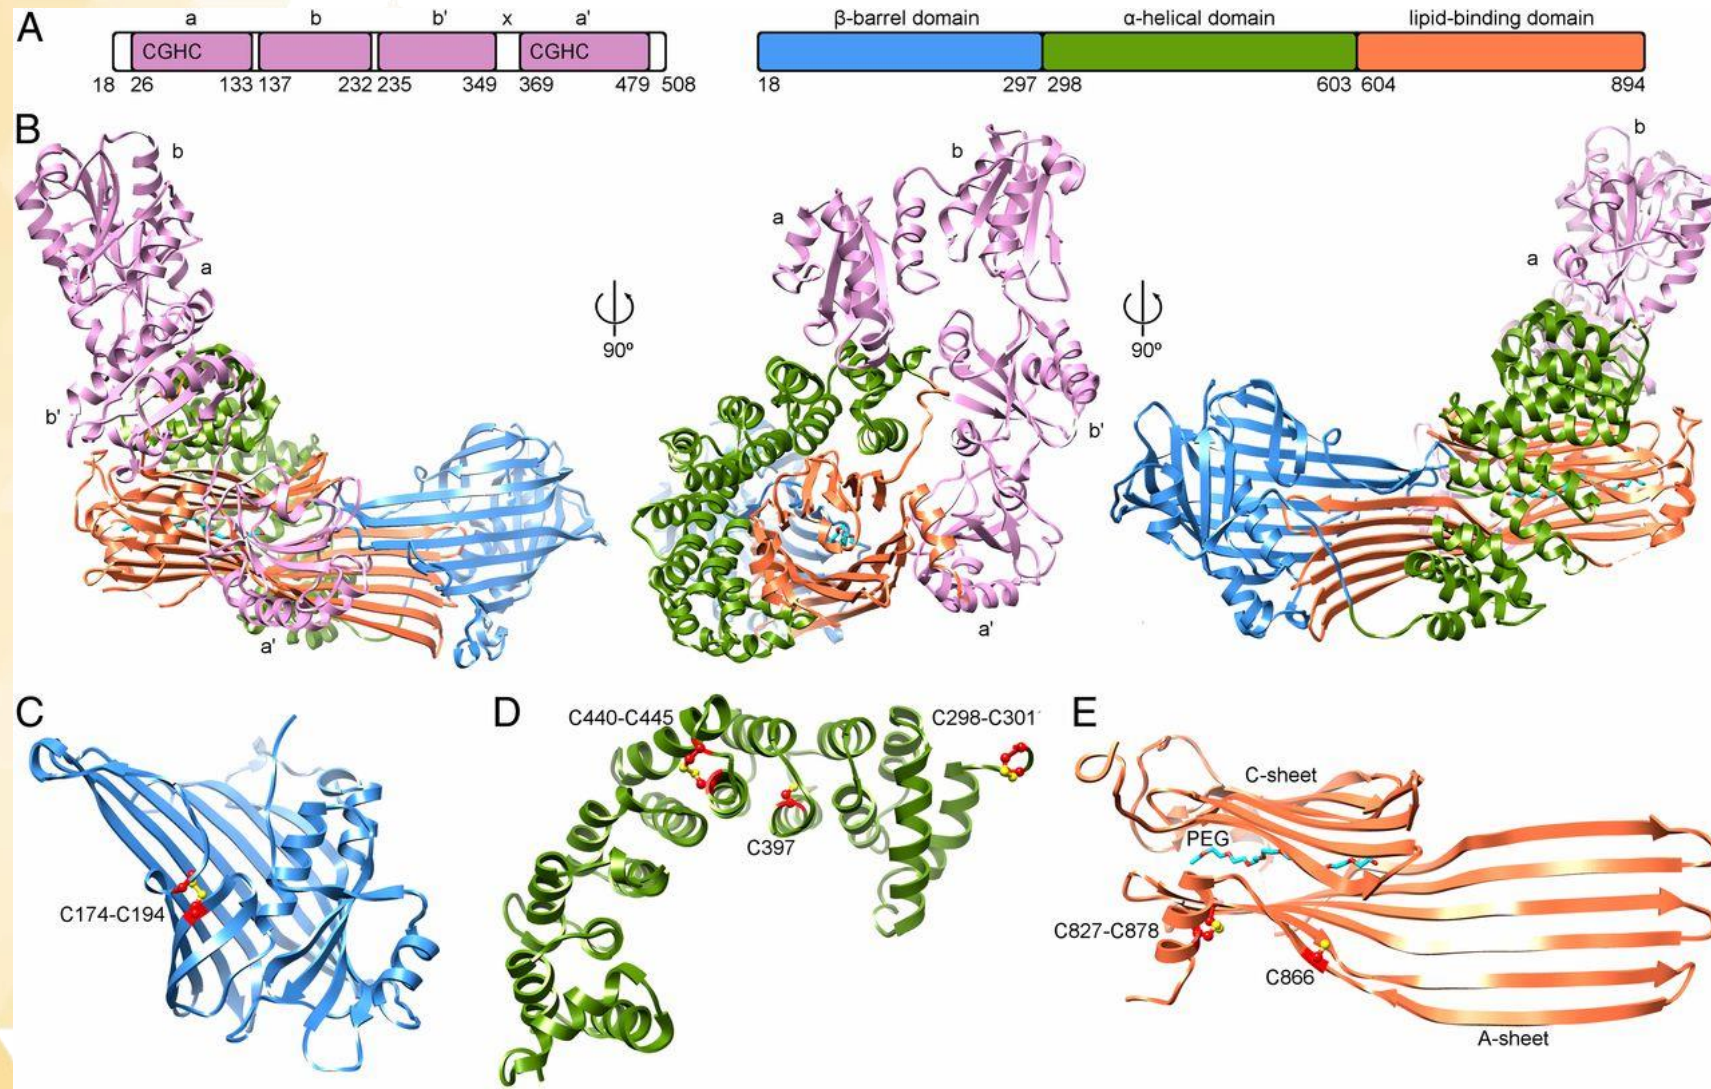 A
a b b' x a'
CGHC CGHC
18 26 133 137 232 235 349 369 479 508
β-barrel domain α-helical domain lipid-binding domain
18 297 298 603 604 894
B
b
a
b'
a'
90º
b
a
b'
a'
90º
b
a
C
C174-C194
D
C440-C445
C298-C301
C397
E
C-sheet
PEG
C827-C878
C866
A-sheet